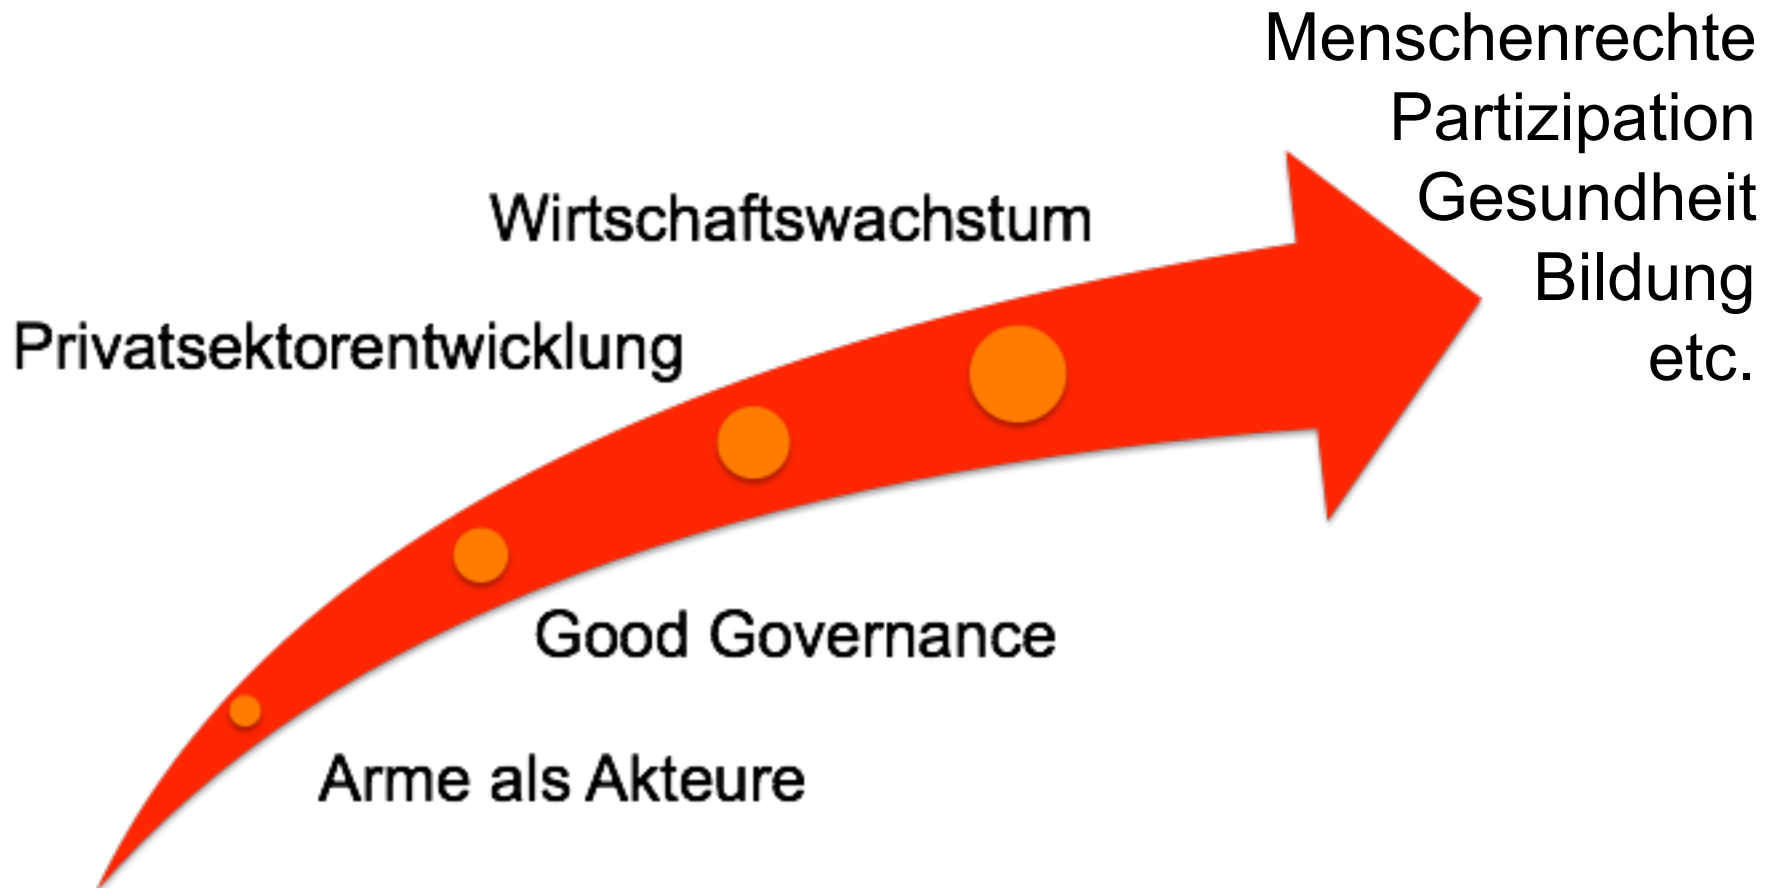 Menschenrechte
Partizipation
Gesundheit
Bildung
etc.
Wirtschaftswachstum
Privatsektorentwicklung
Good Governance
Arme als Akteure